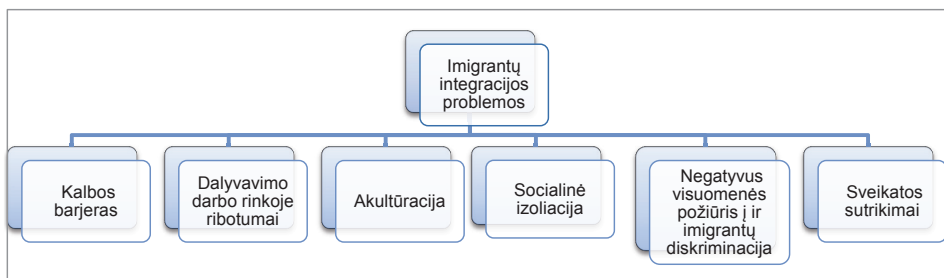 Imigrantų
integracijos
problemos
Kalbos
barjeras
Dalyvavimo
darbo rinkoje
ribotumai
Akultūracija
Socialinė
izoliacija
Negatyvus
visuomenės
požiūris į ir
imigrantų
diskriminacija
Sveikatos
sutrikimai